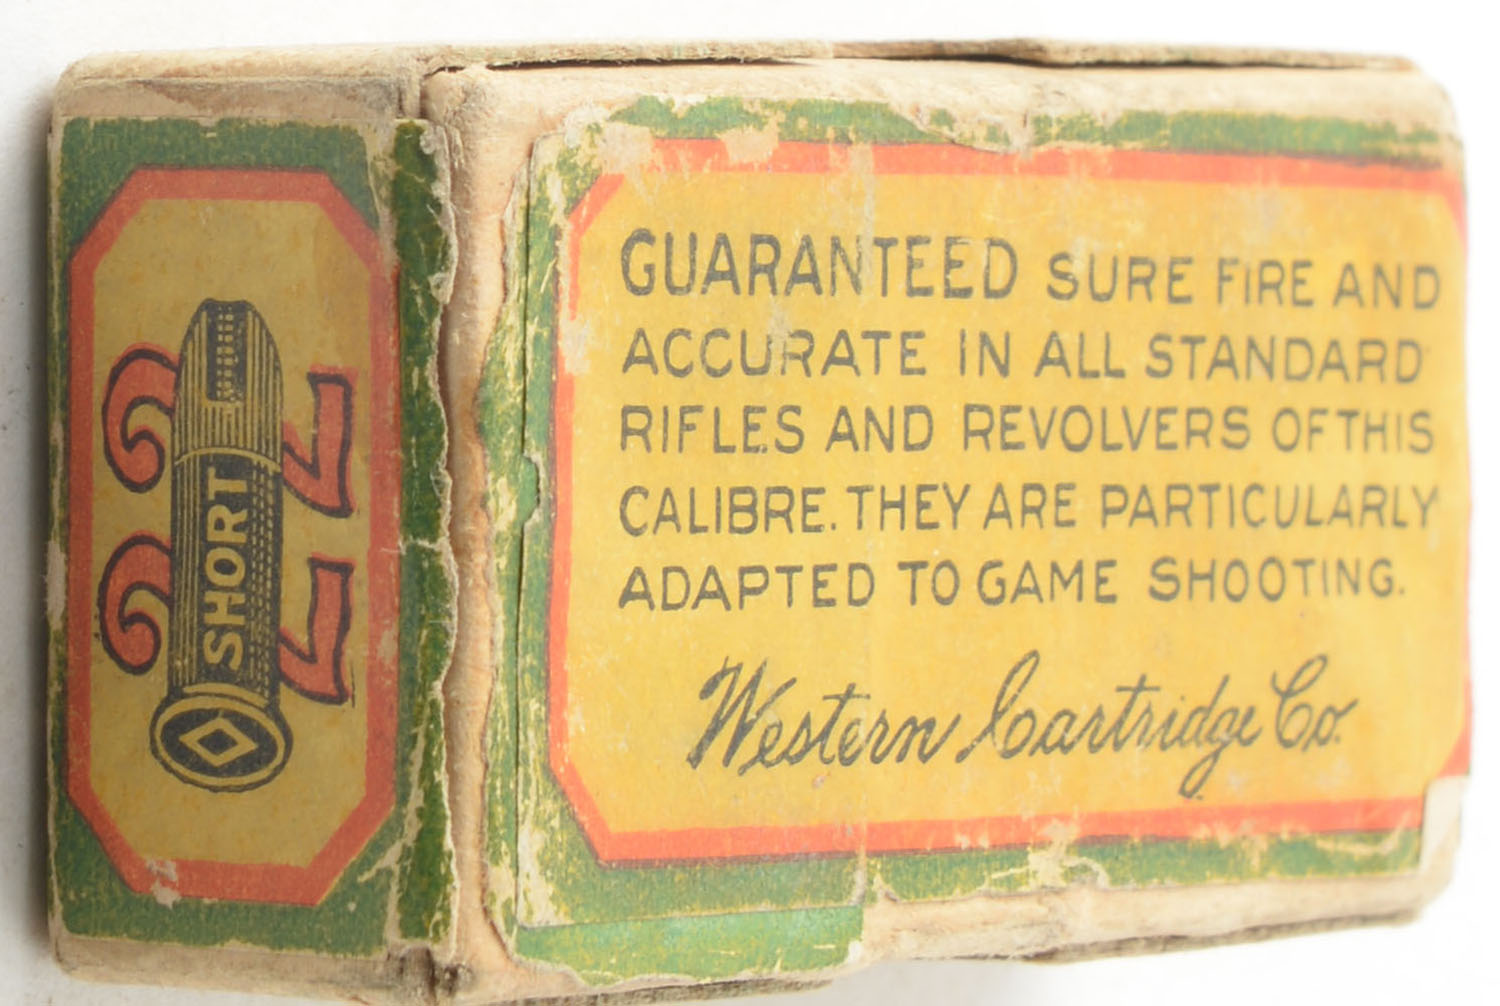 22
SHORT
GUARANTEED SURE FIRE AND
ACCURATE IN ALL STANDARD
RIFLES AND REVOLVERS OF THIS
CALIBRE. THEY ARE PARTICULARLY
ADAPTED TO GAME SHOOTING.
Western Cartridge Co.